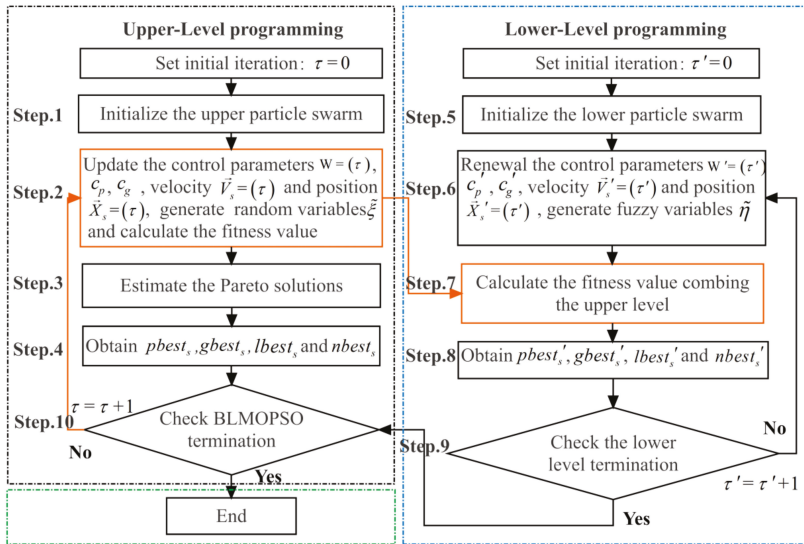 Upper-Level programming
Set initial iteration: τ=0
Step.1
Initialize the upper particle swarm
Step.2
Update the control parameters W=(τ),
c_p, c_g, velocity V⃗_s=(τ) and position
X⃗_s=(τ), generate random variables ξ̃
and calculate the fitness value
Step.3
Estimate the Pareto solutions
Step.4
Obtain pbest_s,gbest_s,lbest_s and nbest_s
τ=τ+1
Step.10
Check BLMOPSO
termination
No
Yes
End
Lower-Level programming
Set initial iteration: τ'=0
Step.5
Initialize the lower particle swarm
Step.6
Renewal the control parameters W'=(τ')
c_p', c_g', velocity V⃗_s'=(τ') and position
X⃗_s'=(τ'), generate fuzzy variables η̃
Step.7
Calculate the fitness value combing
the upper level
Step.8
Obtain pbest_s', gbest_s', lbest_s' and nbest_s'
Step.9
Check the lower
level termination
No
τ'=τ'+1
Yes